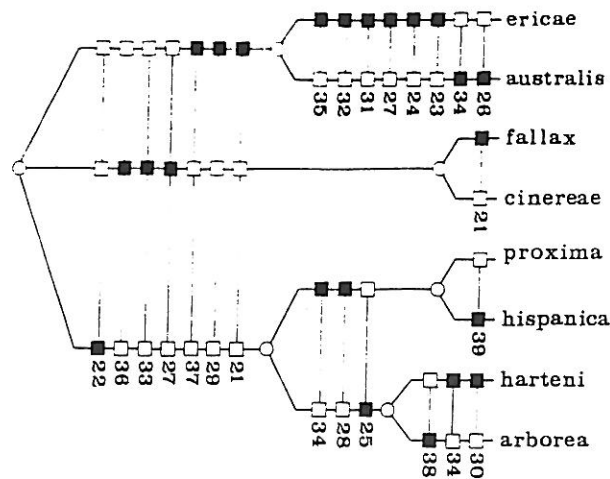 ericae
australis
35 32 31 27 24 23 34 26
fallax
cinereae
21
proxima
hispanica
39
22 36 33 27 37 29 21
harteni
34 28 25
arborea
38 34 30